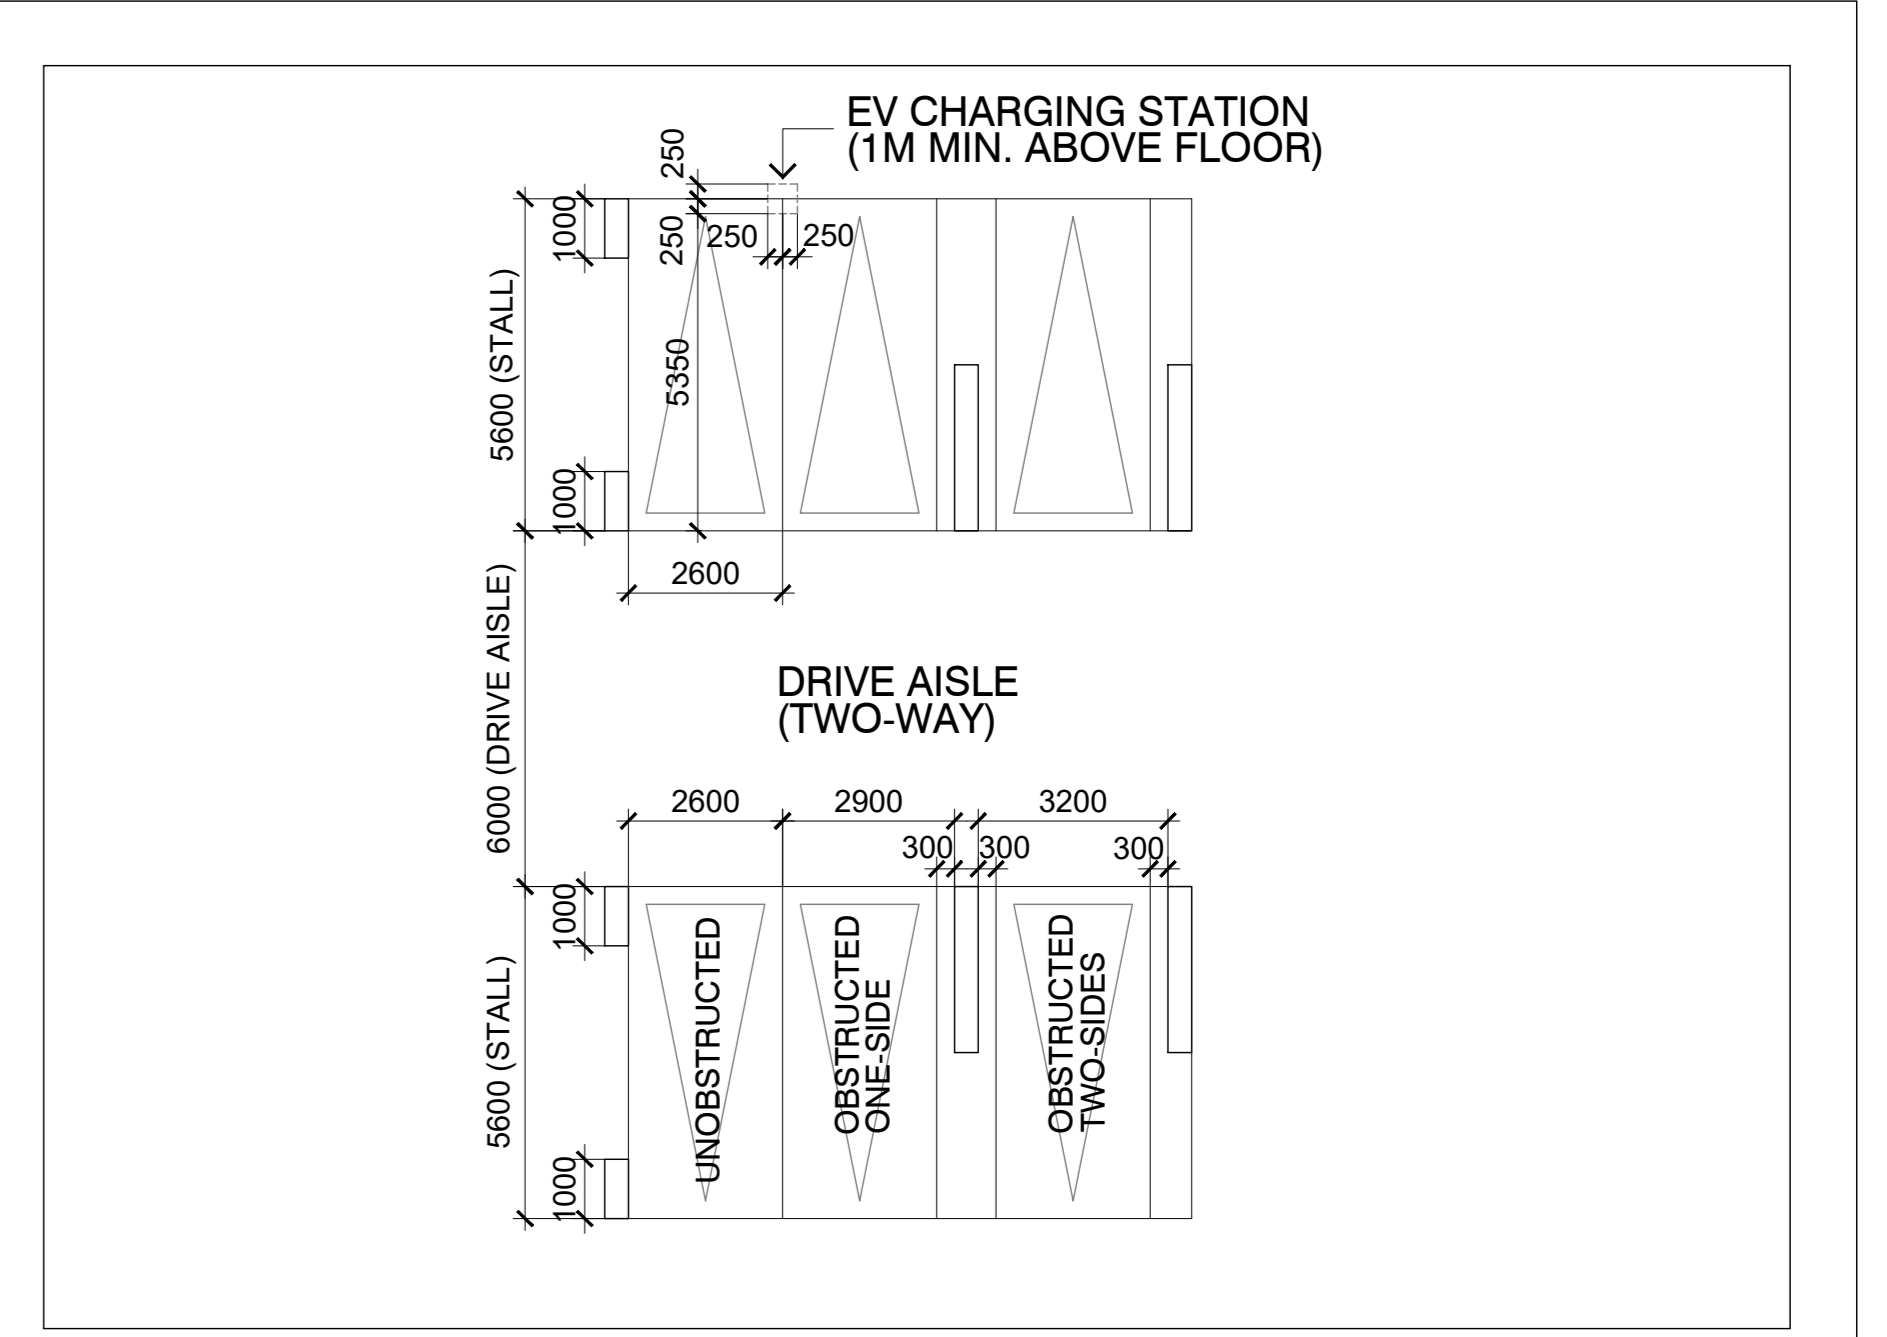 EV CHARGING STATION
(1M MIN. ABOVE FLOOR)
250
1000
250
250
250
5600 (STALL)
5350
1000
2600
6000 (DRIVE AISLE)
DRIVE AISLE
(TWO-WAY)
2600
2900
3200
300
300
300
1000
UNOBSTRUCTED
OBSTRUCTED
ONE-SIDE
OBSTRUCTED
TWO-SIDES
5600 (STALL)
1000